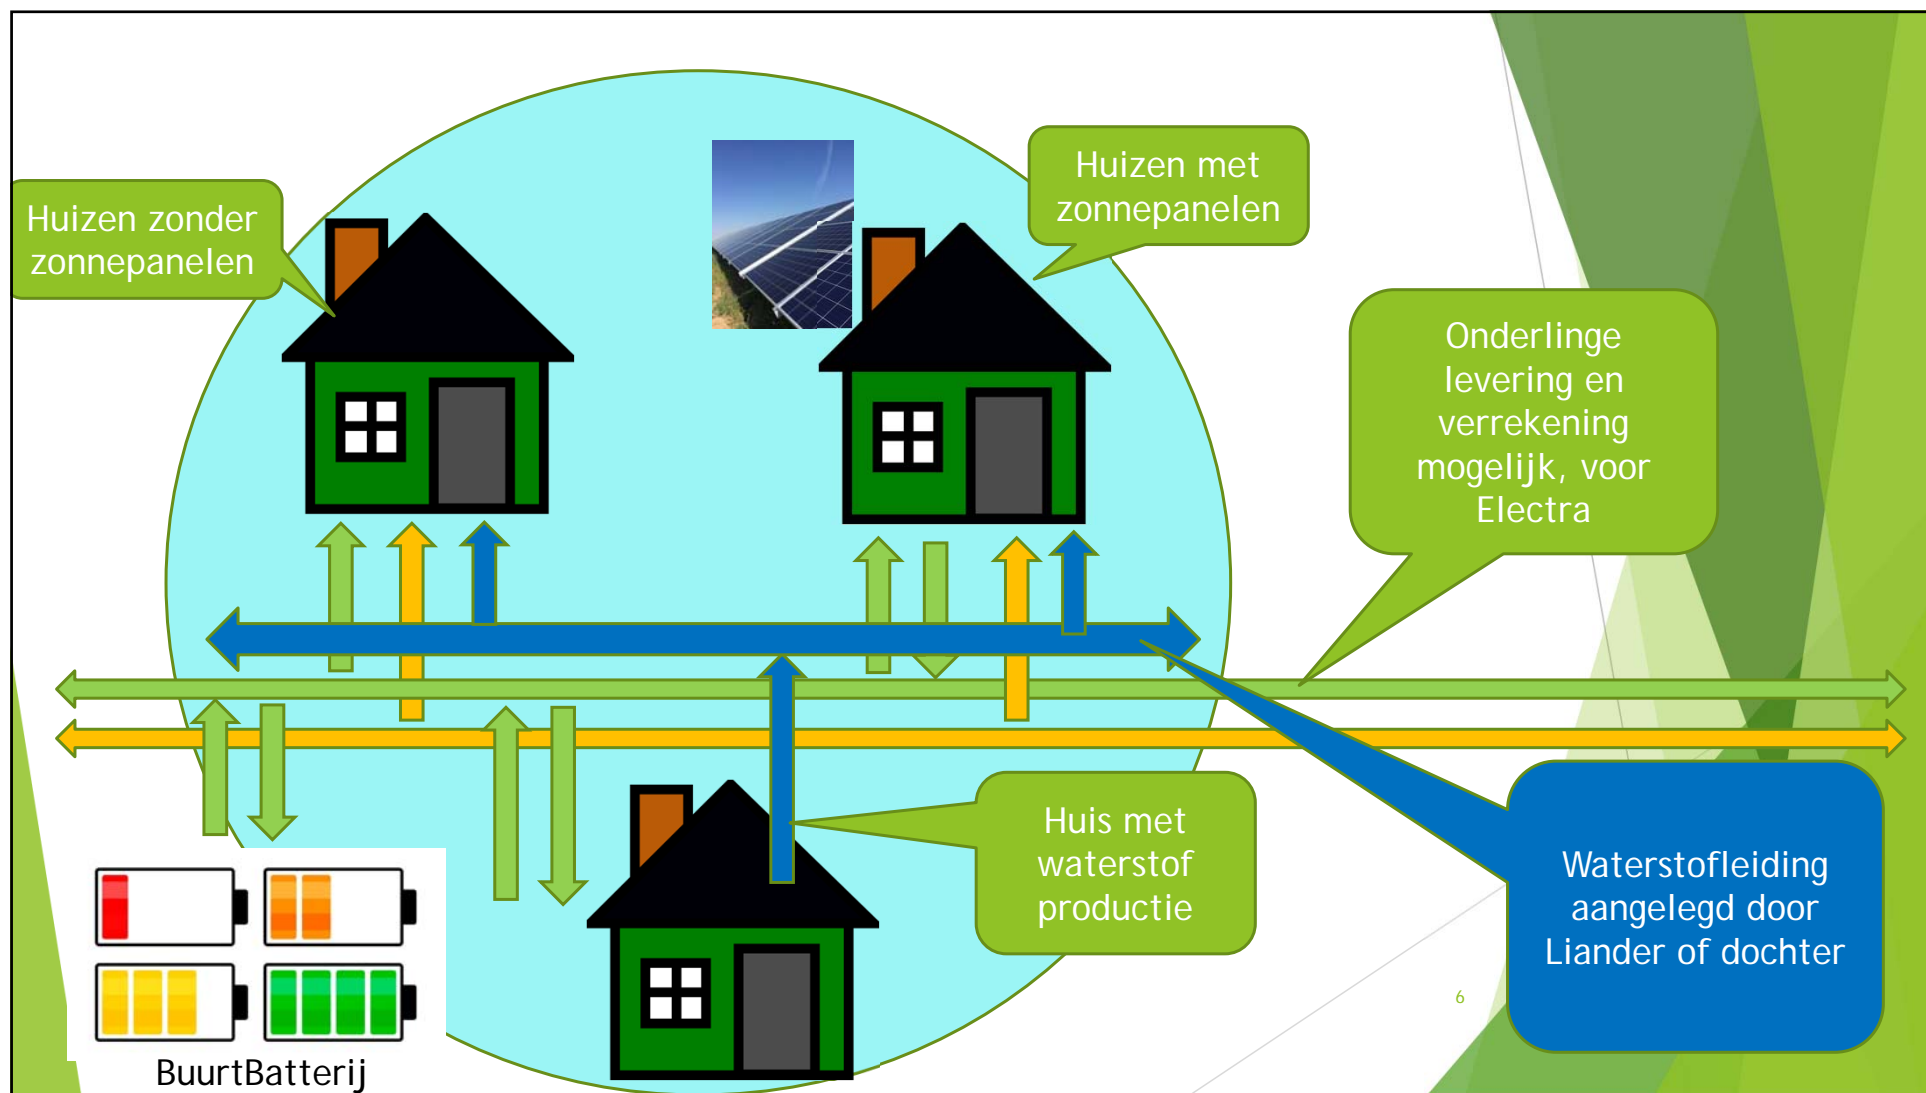 Huizen zonder
zonnepanelen
Huizen met
zonnepanelen
Onderlinge
levering en
verrekening
mogelijk, voor
Electra
Huis met
waterstof
productie
Waterstofleiding
aangelegd door
Liander of dochter
6
BuurtBatterij